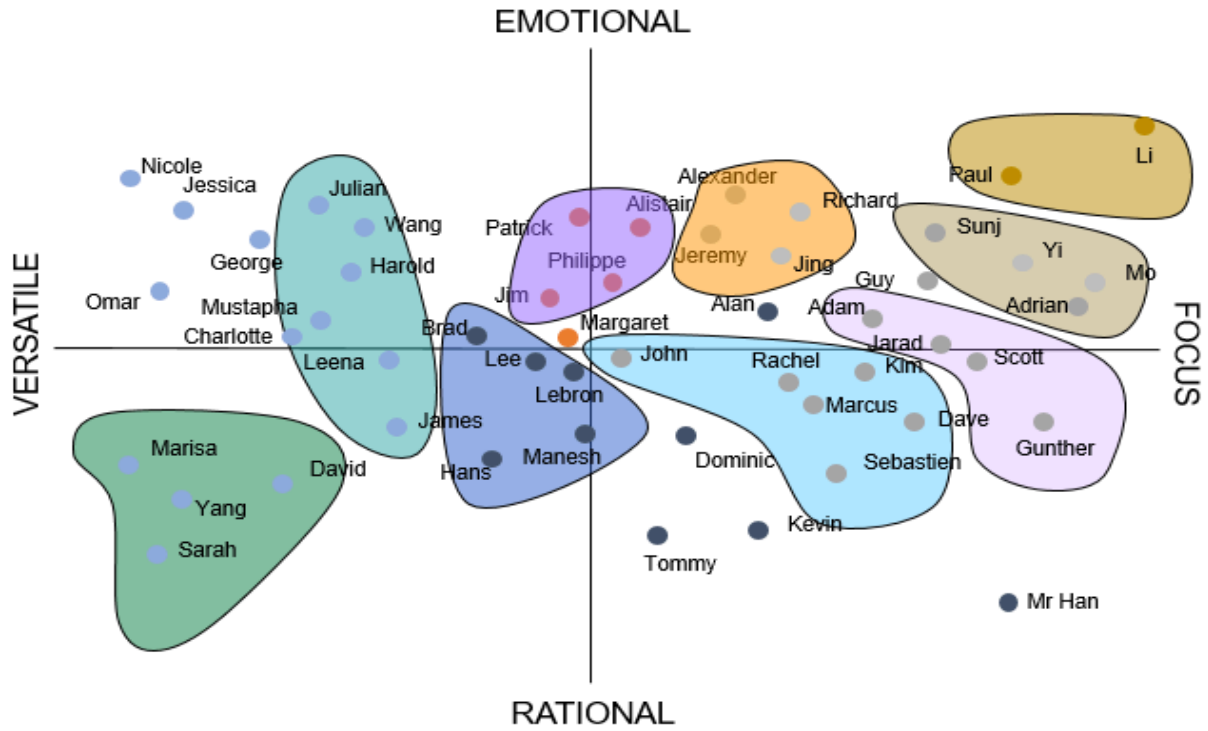 EMOTIONAL
Nicole
Jessica
Julian
Wang
George
Harold
Omar
Mustapha
Charlotte
Leena
James
Patrick
Alistair
Philippe
Jim
Margaret
Brad
Lee
Lebron
Manesh
Hans
Alexander
Richard
Jeremy
Jing
Alan
Paul
Li
Sunj
Yi
Mo
Guy
Adrian
Adam
Jarad
Scott
Gunther
John
Rachel
Kim
Marcus
Dave
Sebastien
Dominic
Kevin
Tommy
Mr Han
Marisa
David
Yang
Sarah
VERSATILE
FOCUS
RATIONAL